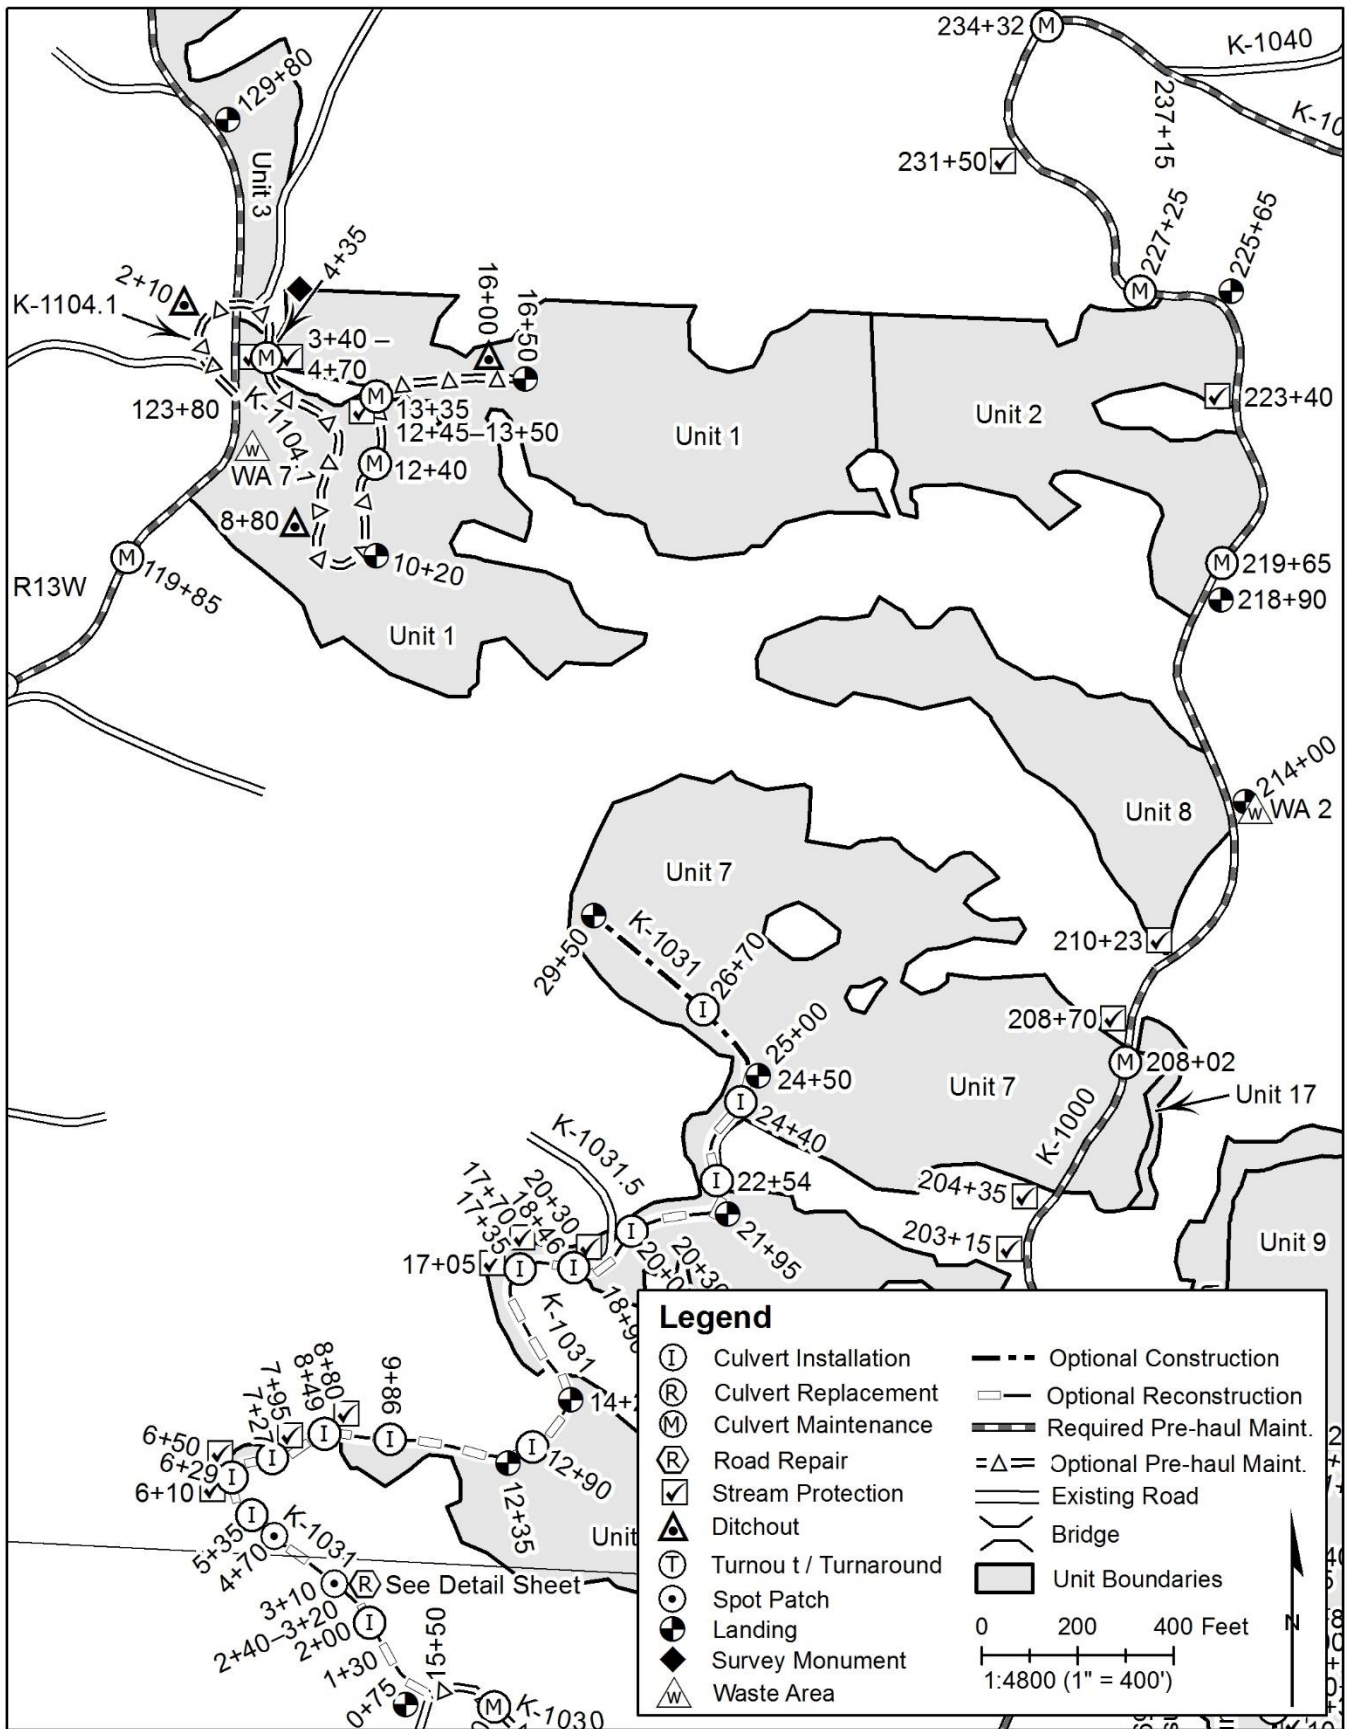 234+32
K-1040
K-10
237+15
129+80
Unit 3
231+50
227+25
225+65
4+35
2+10
K-1104.1
16+00
16+50
3+40 –
4+70
223+40
123+80
K-1104.1
13+35
12+45–13+50
Unit 1
Unit 2
W
WA 7
12+40
8+80
10+20
119+85
R13W
Unit 1
219+65
218+90
214+00
W
WA 2
Unit 8
Unit 7
K-1031
29+50
26+70
210+23
25+00
24+50
208+70
208+02
Unit 7
Unit 17
24+40
K-1000
K-1031.5
22+54
204+35
203+15
Unit 9
20+30
18+46
17+70
17+35
17+05
21+95
20+30
20+0
18+90
K-1031
14+2
9+86
8+80
8+49
7+95
7+27
6+50
6+29
6+10
12+90
12+35
Unit
5+35
4+70
K-1031
3+10
R See Detail Sheet
2+40–3+20
2+00
1+30
0+75
15+50
K-1030
Legend
I Culvert Installation
R Culvert Replacement
M Culvert Maintenance
R Road Repair
Stream Protection
Ditchout
T Turnou t / Turnaround
Spot Patch
Landing
Survey Monument
W Waste Area
Optional Construction
Optional Reconstruction
Required Pre-haul Maint.
Optional Pre-haul Maint.
Existing Road
Bridge
Unit Boundaries
0 200 400 Feet
1:4800 (1" = 400')
N